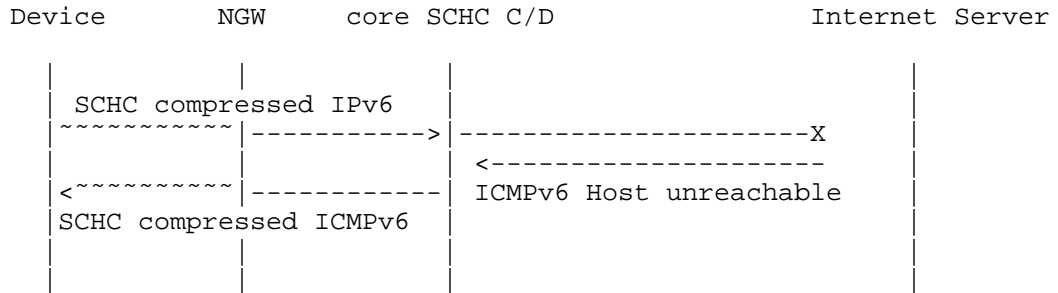 Device NGW core SCHC C/D Internet Server
SCHC compressed IPv6
~~~~~~~~~~~|----------->|----------------------X
<---------------------
<~~~~~~~~~~|------------| ICMPv6 Host unreachable
SCHC compressed ICMPv6